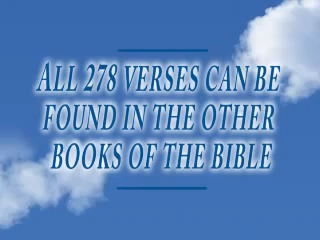 All 278 verses can be
found in the other
books of the bible